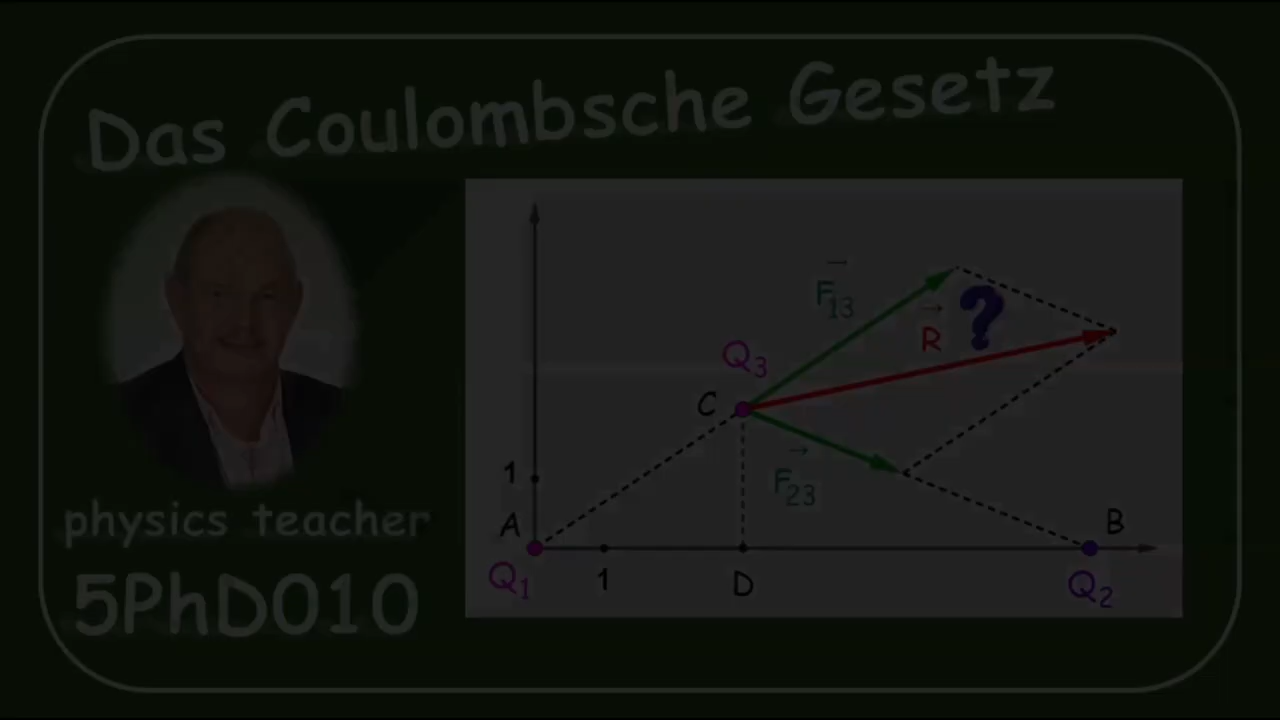 Das Coulombsche Gesetz
physics teacher
5PhD010
F₁₃
R ?
Q₃
C
F₂₃
1
A
B
Q₁
1
D
Q₂